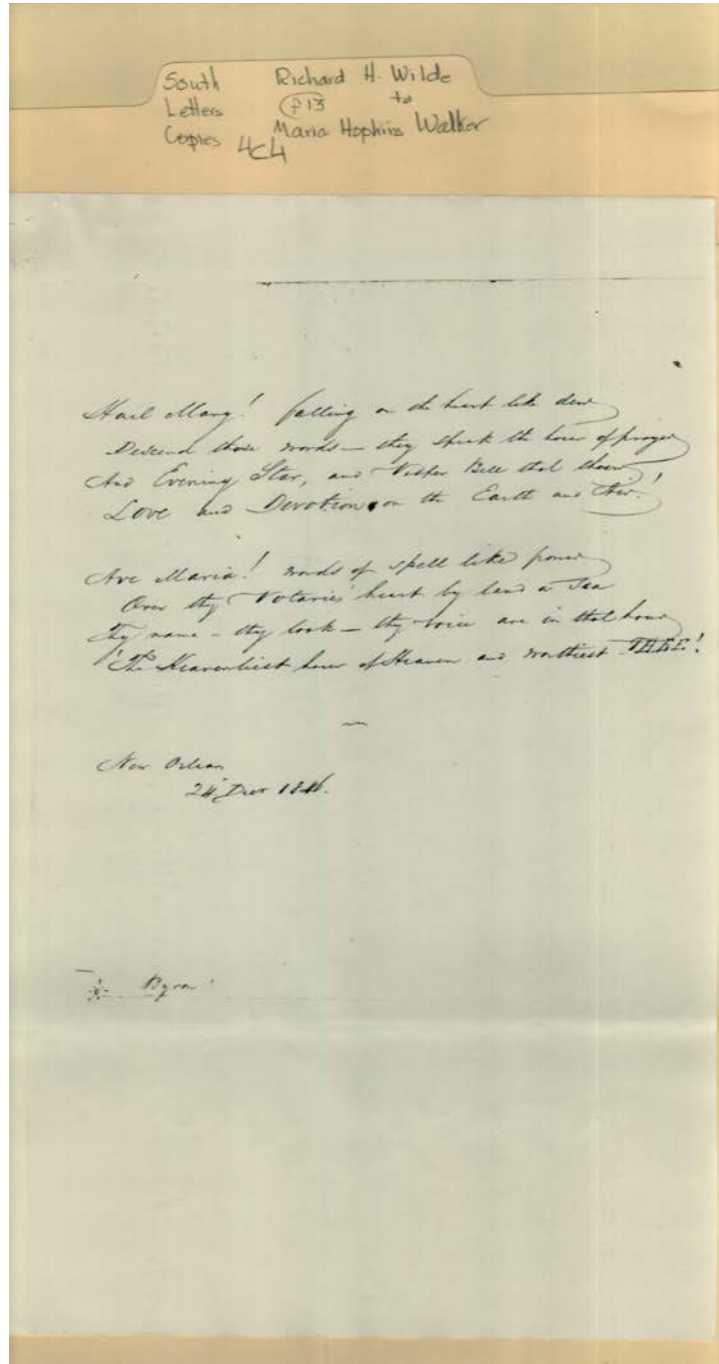 South Richard H. Wilde
Letters P13 to
Copies Maria Hopkins Walker
4C4
Hail Mary! falling on the heart like dew
Descend those words — they speak the hour of prayer
And Evening Star, and Vesper Bell that
Love and Devotion on the Earth and Air!
Ave Maria! words of spell like power
Over thy Votaries' heart by land or Sea
Thy name — thy look — thy voice are in that hour
The Heavenliest hour of Heaven and worthiest THEE!
New Orleans
24 Decr 1846.
Byron